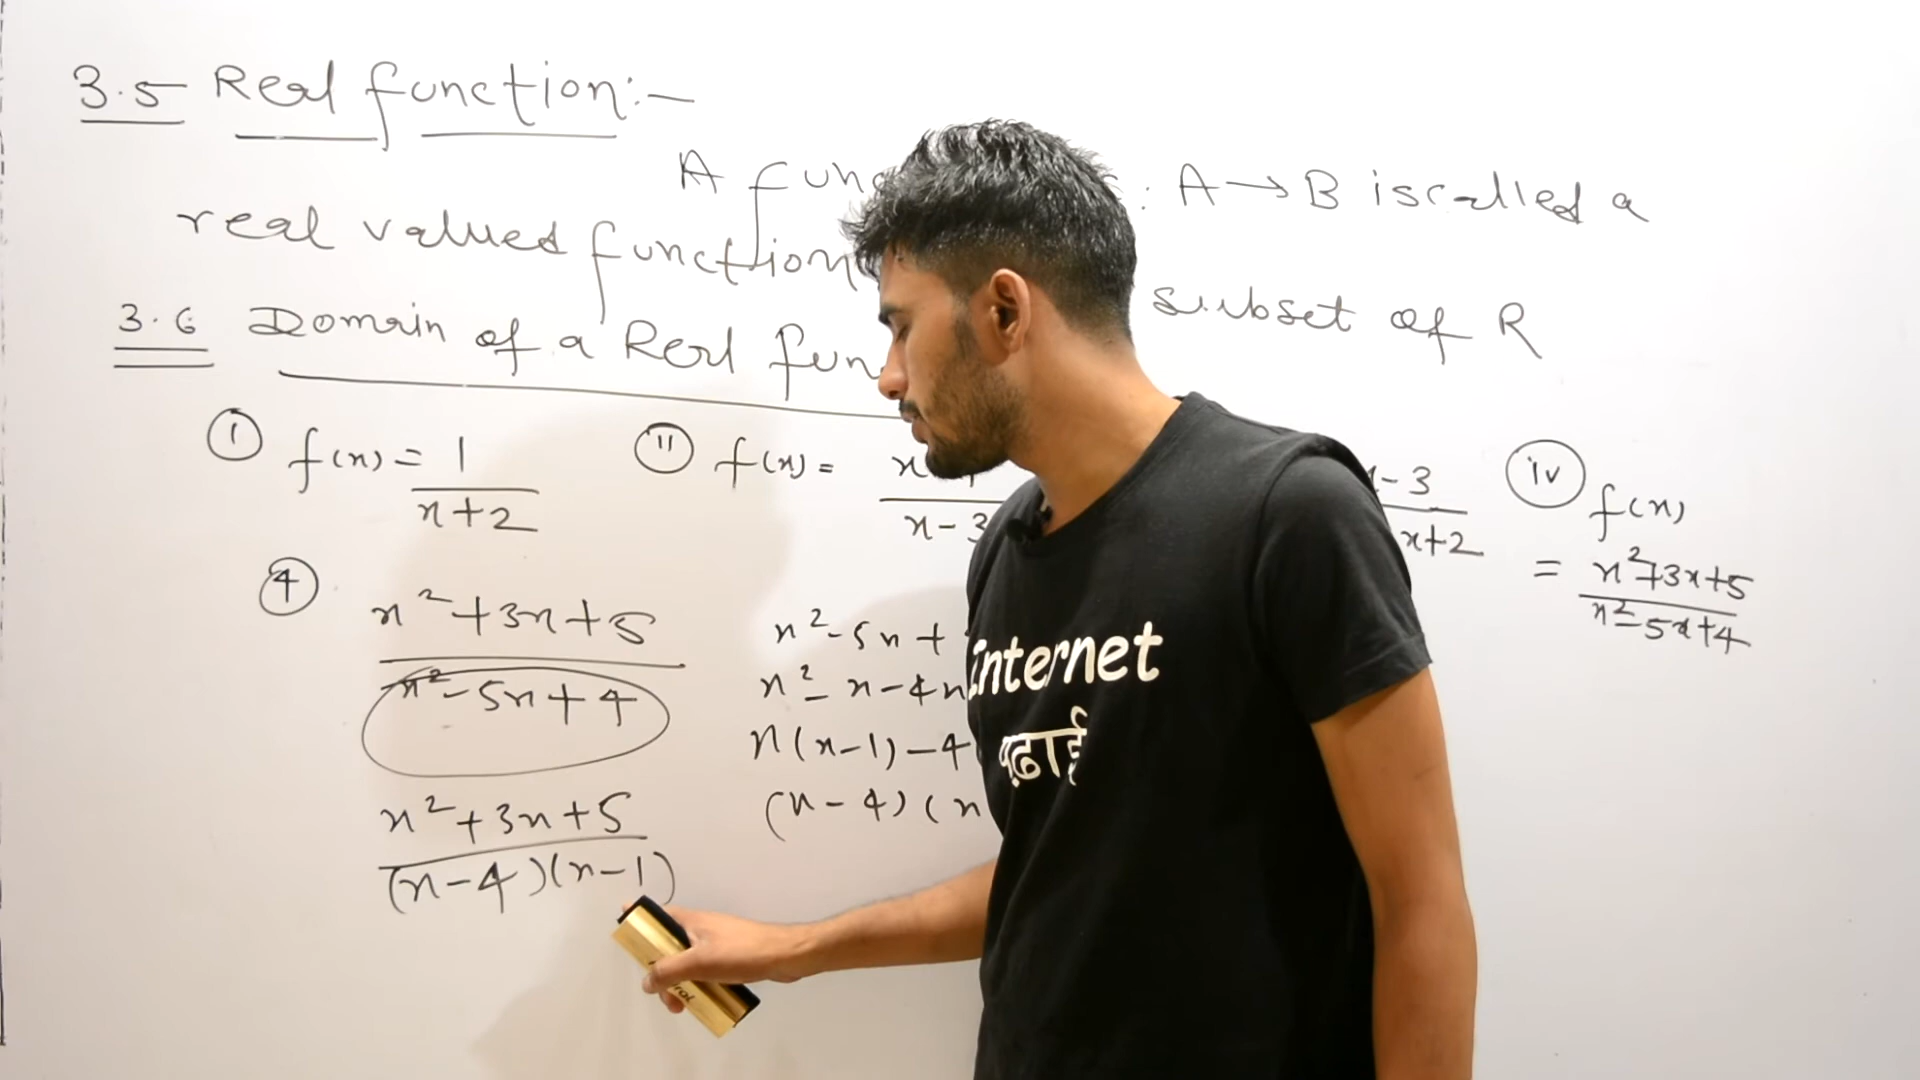 3.5 Real function:-
A func : A → B is called a
real valued function subset of R
3.6 Domain of a Real fun
(i) f(x) = 1/(x+2)
(ii) f(x) = x-3
x-3
x+2
(iv) f(x)
= (x²+3x+5)/(x²-5x+4)
(4) (x²+3x+5)/(x²-5x+4)
(x²+3x+5)/((x-4)(x-1))
x²-5x+
x²-x-4x
x(x-1)-4
(x-4)(x
Internet
पढ़ाई